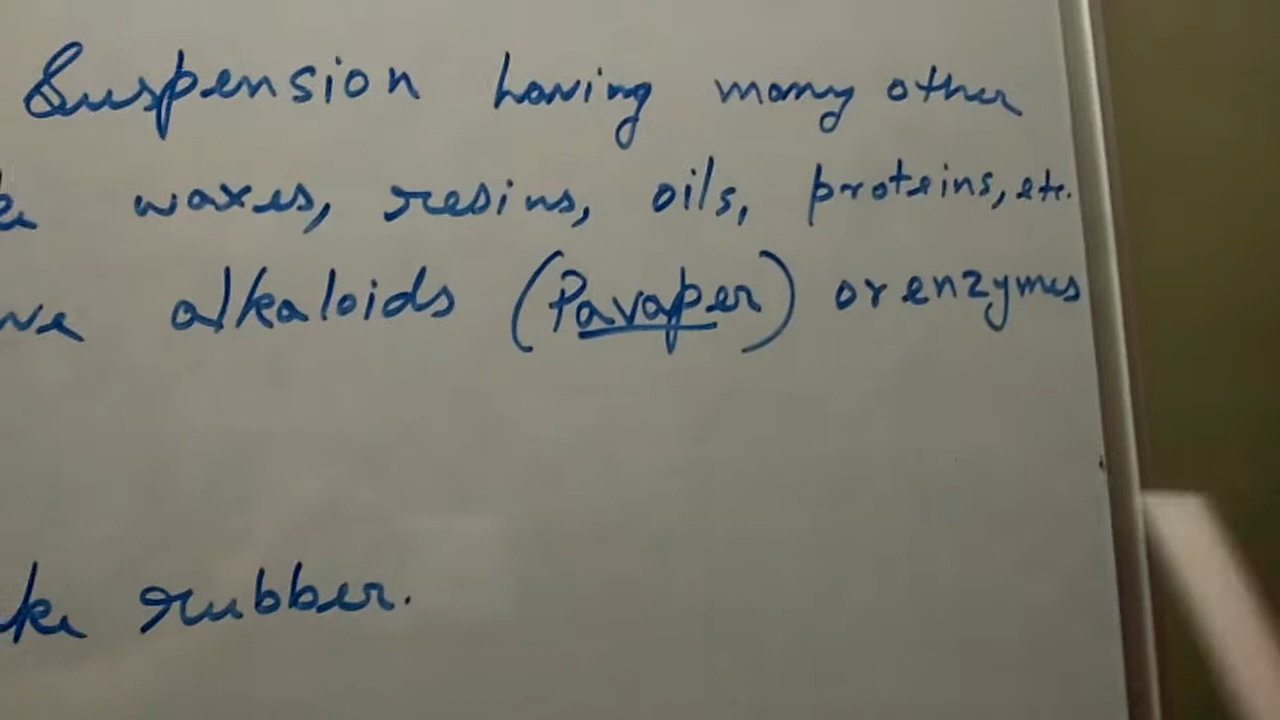 Suspension having many other
waxes, resins, oils, proteins, etc.
alkaloids (Pavaper) or enzymes
rubber.